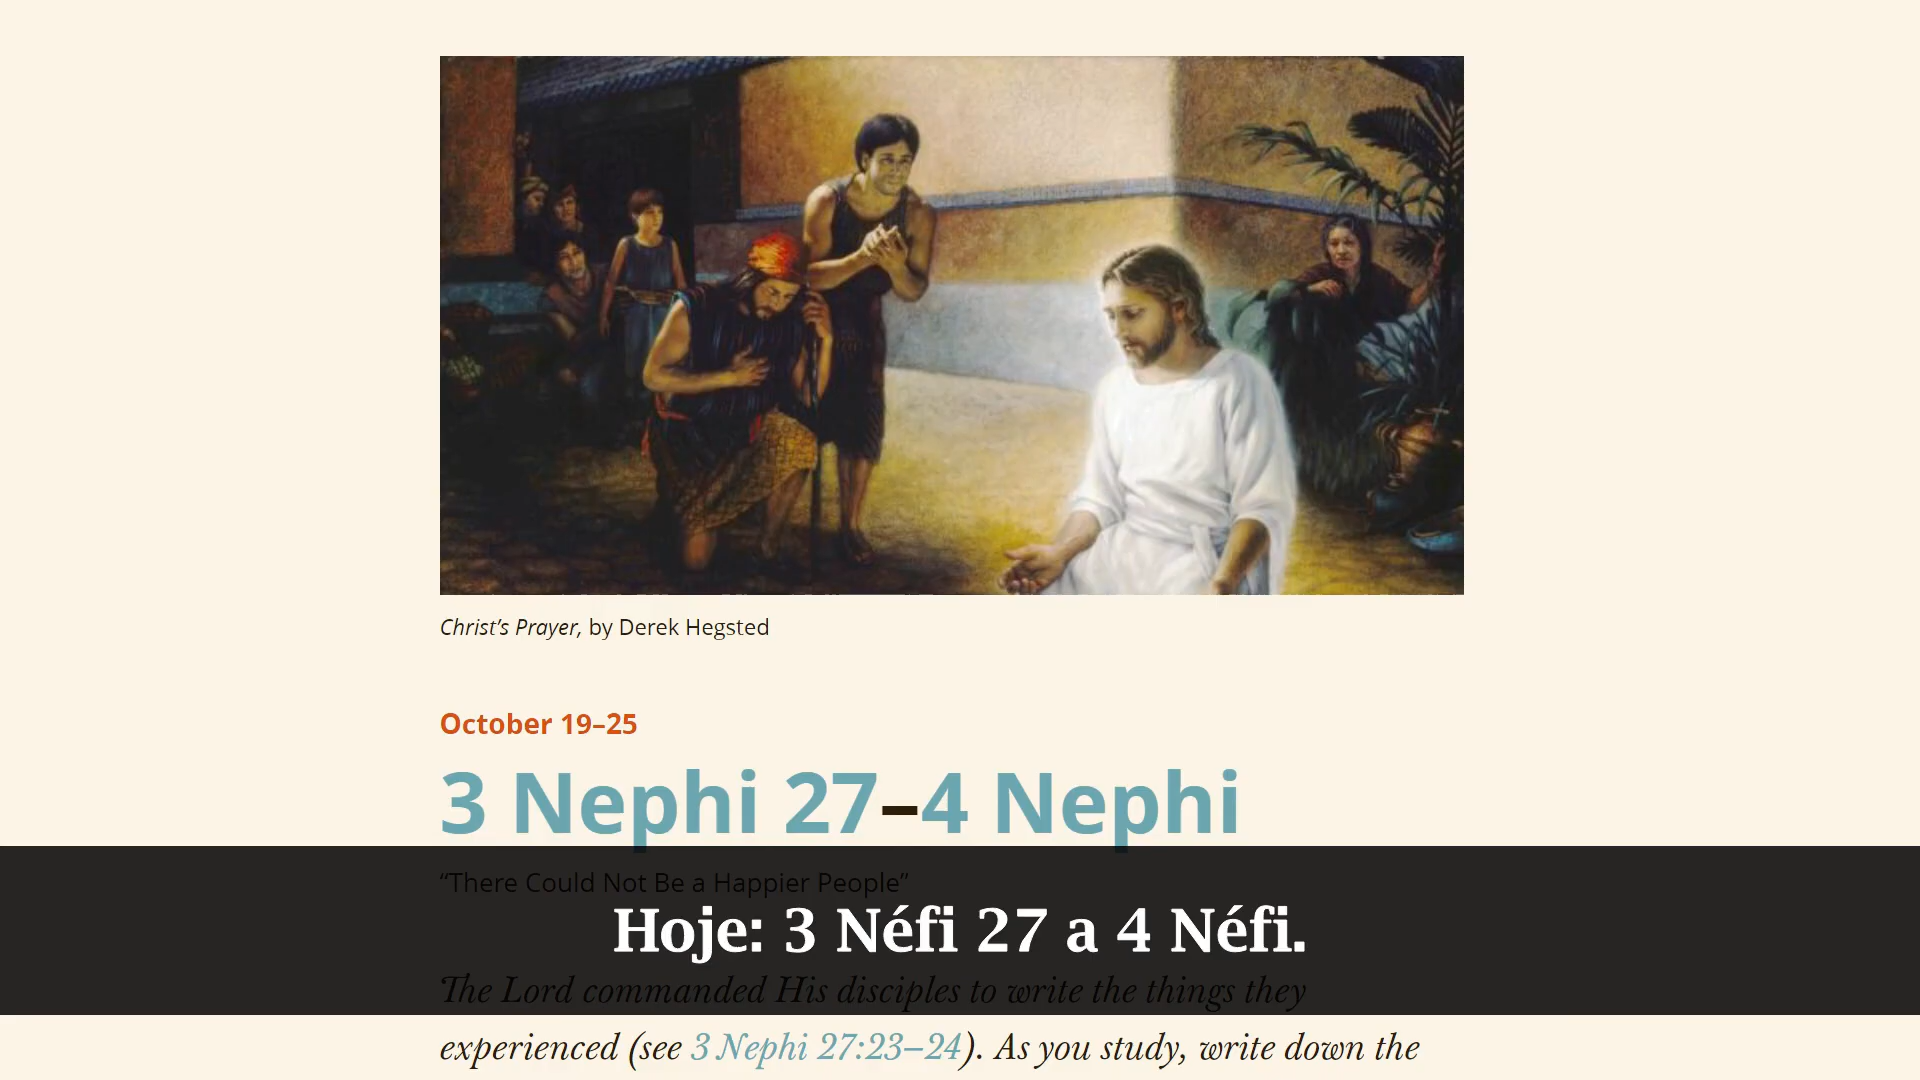 Christ’s Prayer, by Derek Hegsted
October 19–25
3 Nephi 27–4 Nephi
“There Could Not Be a Happier People”
Hoje: 3 Néfi 27 a 4 Néfi.
The Lord commanded His disciples to write the things they
experienced (see 3 Nephi 27:23–24). As you study, write down the